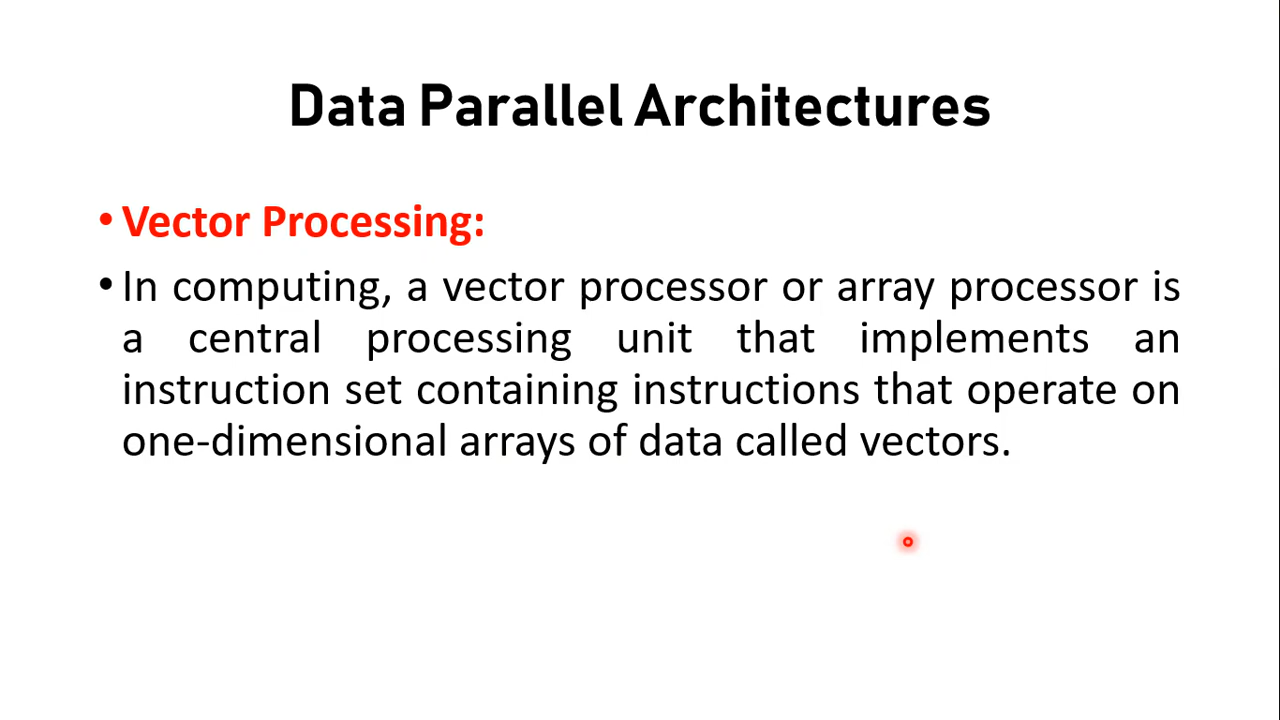 Data Parallel Architectures
• Vector Processing:
• In computing, a vector processor or array processor is
a central processing unit that implements an
instruction set containing instructions that operate on
one-dimensional arrays of data called vectors.